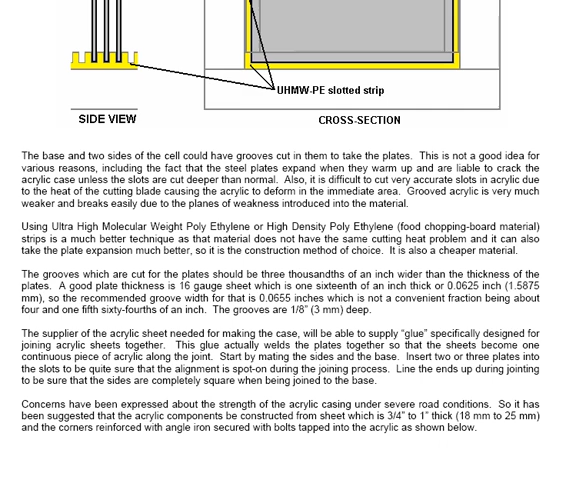 UHMW-PE slotted strip
SIDE VIEW
CROSS-SECTION
The base and two sides of the cell could have grooves cut in them to take the plates. This is not a good idea for
various reasons, including the fact that the steel plates expand when they warm up and are liable to crack the
acrylic case unless the slots are cut deeper than normal. Also, it is difficult to cut very accurate slots in acrylic due
to the heat of the cutting blade causing the acrylic to deform in the immediate area. Grooved acrylic is very much
weaker and breaks easily due to the planes of weakness introduced into the material.
Using Ultra High Molecular Weight Poly Ethylene or High Density Poly Ethylene (food chopping-board material)
strips is a much better technique as that material does not have the same cutting heat problem and it can also
take the plate expansion much better, so it is the construction method of choice. It is also a cheaper material.
The grooves which are cut for the plates should be three thousandths of an inch wider than the thickness of the
plates. A good plate thickness is 16 gauge sheet which is one sixteenth of an inch thick or 0.0625 inch (1.5875
mm), so the recommended groove width for that is 0.0655 inches which is not a convenient fraction being about
four and one fifth sixty-fourths of an inch. The grooves are 1/8" (3 mm) deep.
The supplier of the acrylic sheet needed for making the case, will be able to supply “glue” specifically designed for
joining acrylic sheets together. This glue actually welds the plates together so that the sheets become one
continuous piece of acrylic along the joint. Start by mating the sides and the base. Insert two or three plates into
the slots to be quite sure that the alignment is spot-on during the joining process. Line the ends up during jointing
to be sure that the sides are completely square when being joined to the base.
Concerns have been expressed about the strength of the acrylic casing under severe road conditions. So it has
been suggested that the acrylic components be constructed from sheet which is 3/4” to 1” thick (18 mm to 25 mm)
and the corners reinforced with angle iron secured with bolts tapped into the acrylic as shown below.